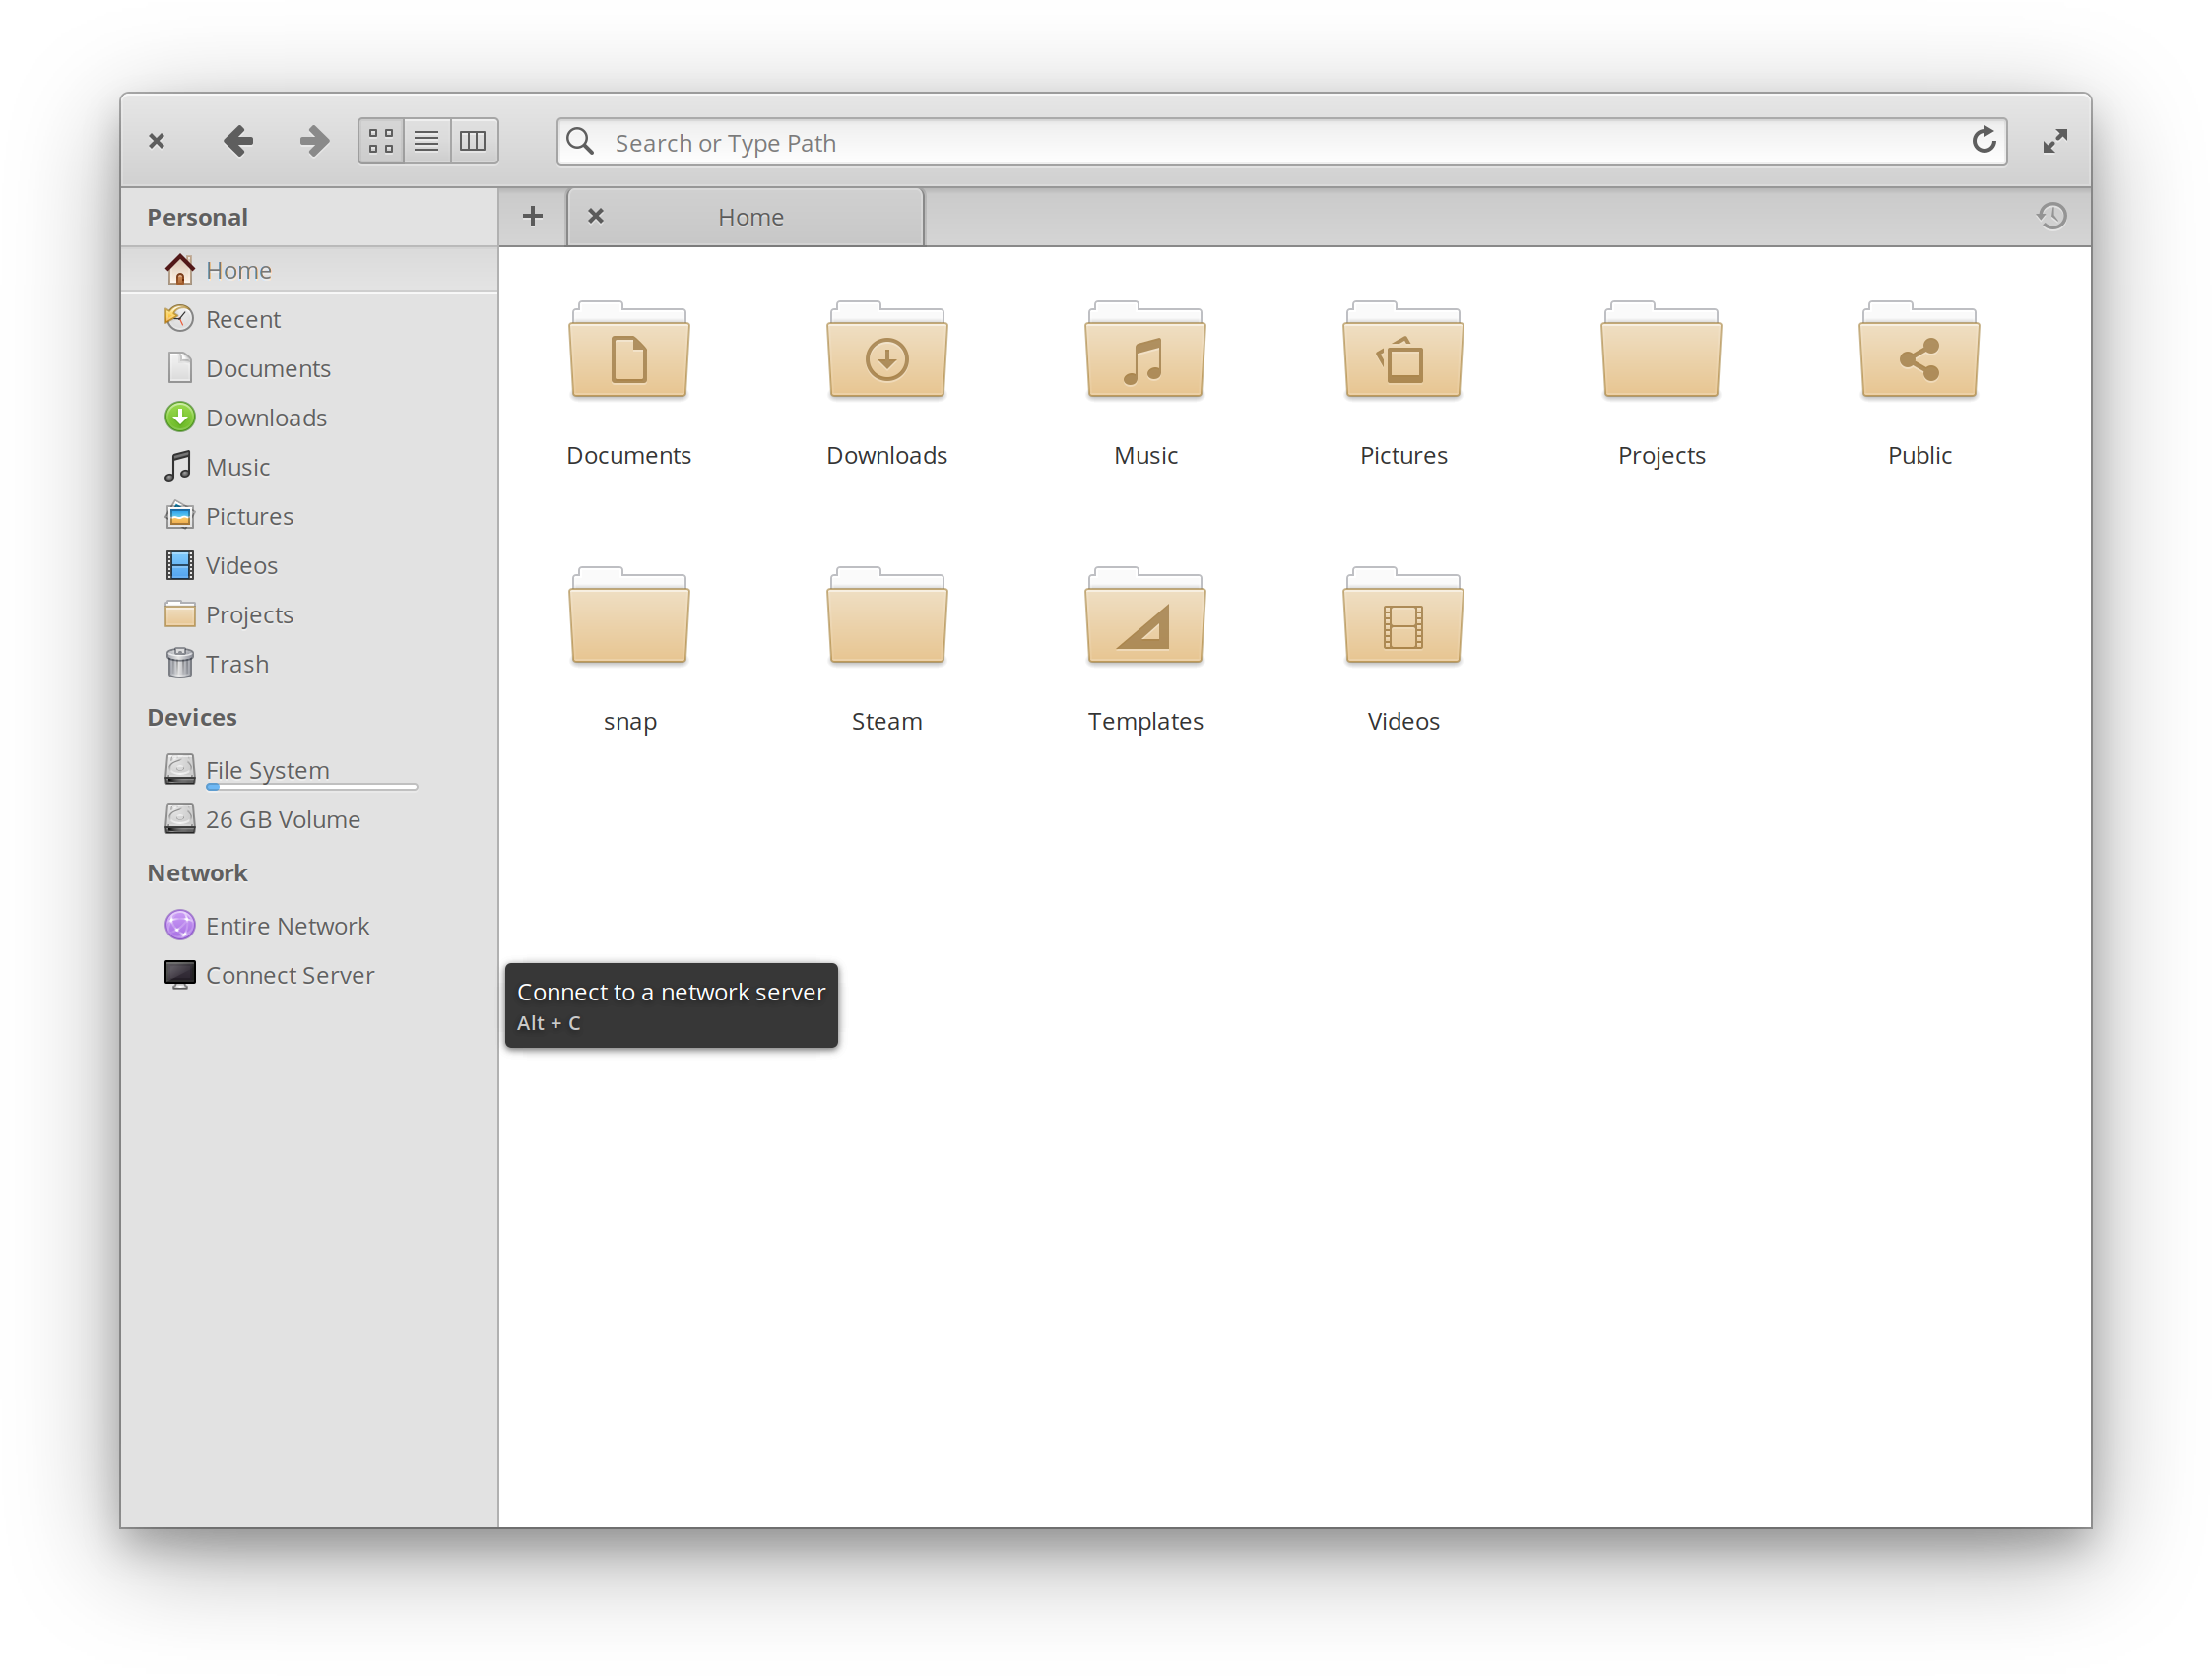 Search or Type Path
Personal
Home
Home
Recent
Documents
Downloads
Music
Pictures
Videos
Projects
Trash
Devices
File System
26 GB Volume
Network
Entire Network
Connect Server
Documents
Downloads
Music
Pictures
Projects
Public
snap
Steam
Templates
Videos
Connect to a network server
Alt + C